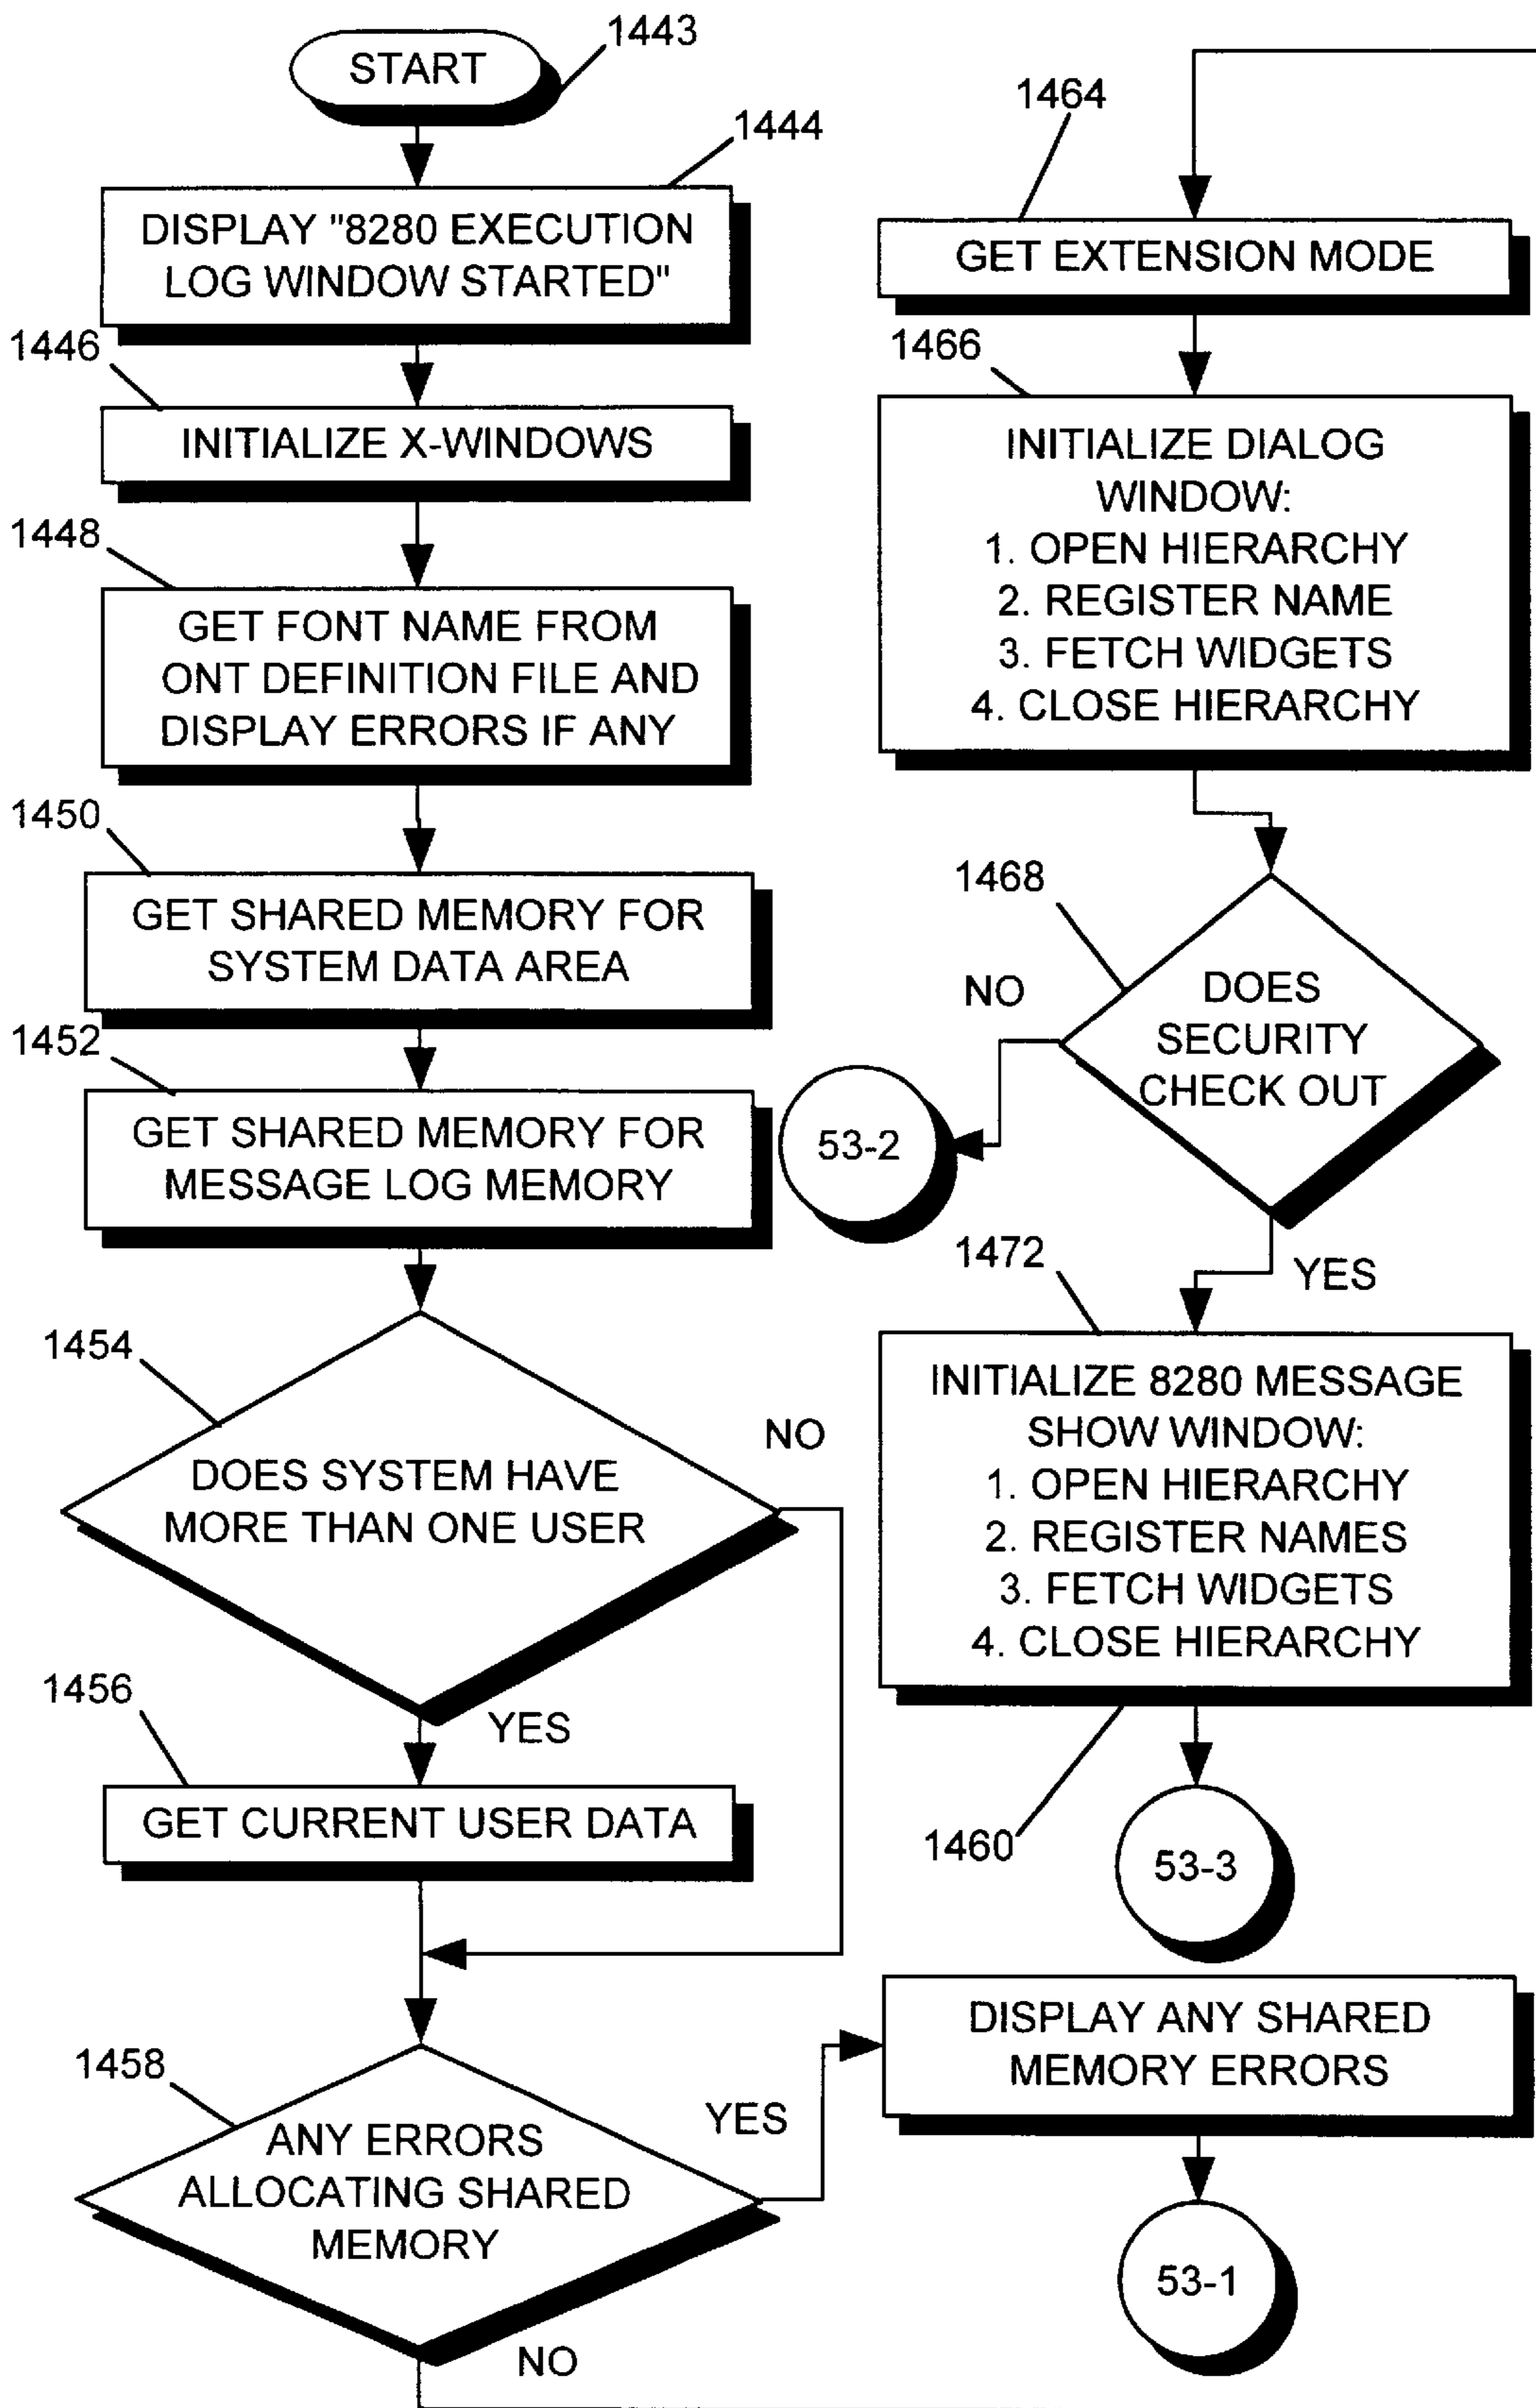 START
1443
1444
DISPLAY "8280 EXECUTION
LOG WINDOW STARTED"
1446
INITIALIZE X-WINDOWS
1448
GET FONT NAME FROM
ONT DEFINITION FILE AND
DISPLAY ERRORS IF ANY
1450
GET SHARED MEMORY FOR
SYSTEM DATA AREA
1452
GET SHARED MEMORY FOR
MESSAGE LOG MEMORY
1454
DOES SYSTEM HAVE
MORE THAN ONE USER
NO
YES
1456
GET CURRENT USER DATA
1458
ANY ERRORS
ALLOCATING SHARED
MEMORY
YES
NO
1464
GET EXTENSION MODE
1466
INITIALIZE DIALOG
WINDOW:
1. OPEN HIERARCHY
2. REGISTER NAME
3. FETCH WIDGETS
4. CLOSE HIERARCHY
1468
DOES
SECURITY
CHECK OUT
NO
53-2
YES
1472
INITIALIZE 8280 MESSAGE
SHOW WINDOW:
1. OPEN HIERARCHY
2. REGISTER NAMES
3. FETCH WIDGETS
4. CLOSE HIERARCHY
1460
53-3
DISPLAY ANY SHARED
MEMORY ERRORS
53-1